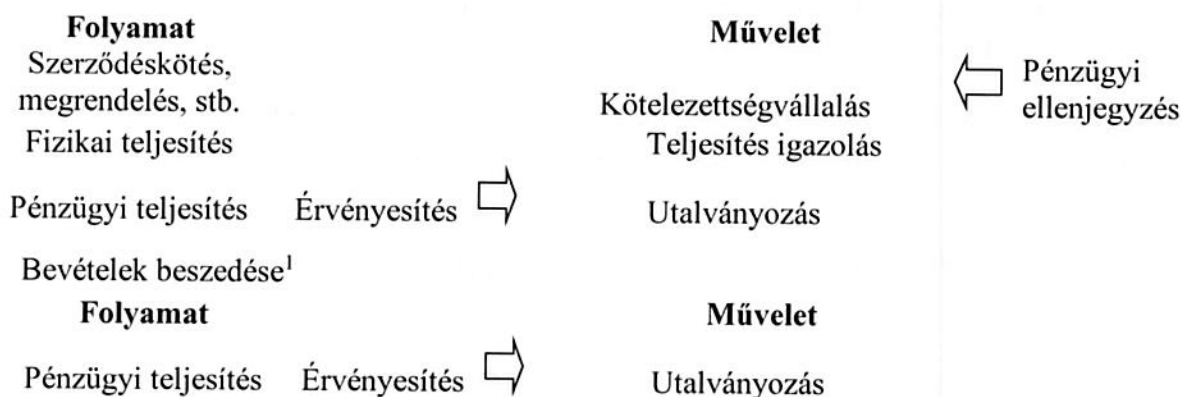 Folyamat Művelet
Szerződéskötés, Pénzügyi
megrendelés, stb. Kötelezettségvállalás ellenjegyzés
Fizikai teljesítés Teljesítés igazolás
Pénzügyi teljesítés Érvényesítés Utalványozás
Bevételek beszedése¹
Folyamat Művelet
Pénzügyi teljesítés Érvényesítés Utalványozás